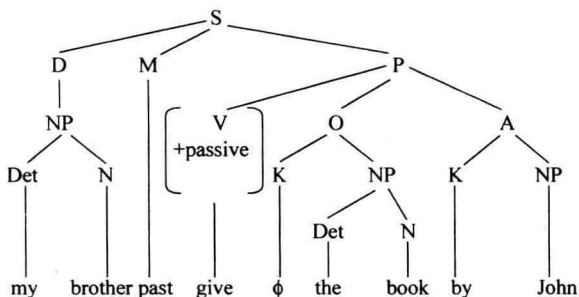 S
D M P
NP V O A
+passive
Det N K NP K NP
Det N
my brother past give ϕ the book by John